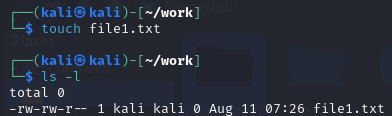 ┌──(kali㉿kali)-[~/work]
└─$ touch file1.txt
┌──(kali㉿kali)-[~/work]
└─$ ls -l
total 0
-rw-rw-r-- 1 kali kali 0 Aug 11 07:26 file1.txt